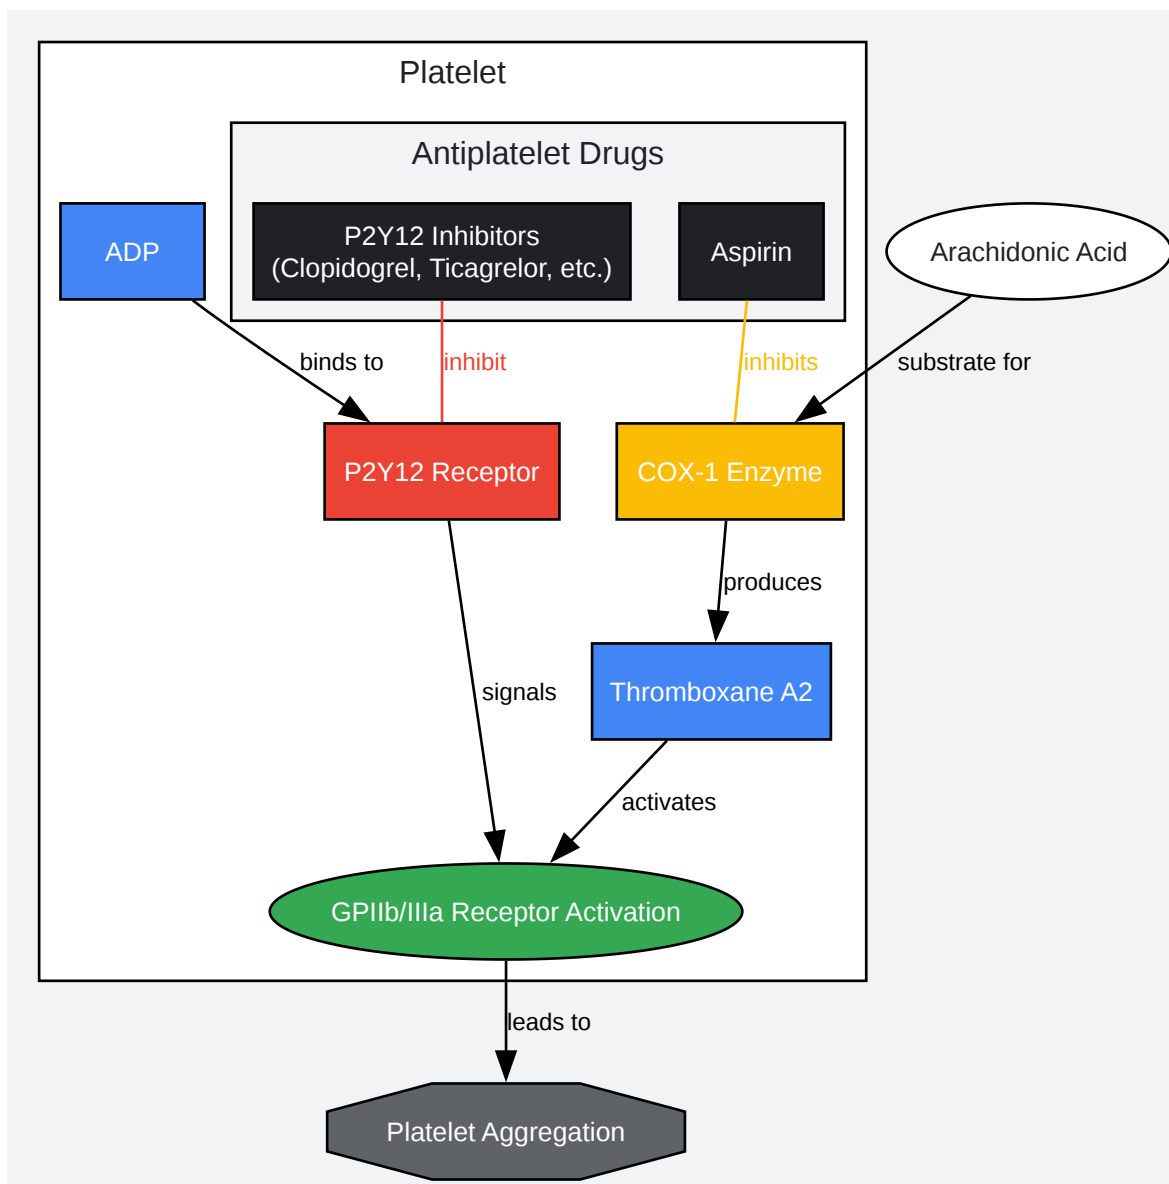 Platelet
Antiplatelet Drugs
ADP
P2Y12 Inhibitors
(Clopidogrel, Ticagrelor, etc.)
Aspirin
Arachidonic Acid
binds to
inhibit
inhibits
substrate for
P2Y12 Receptor
COX-1 Enzyme
produces
signals
Thromboxane A2
activates
GPIIb/IIIa Receptor Activation
leads to
Platelet Aggregation